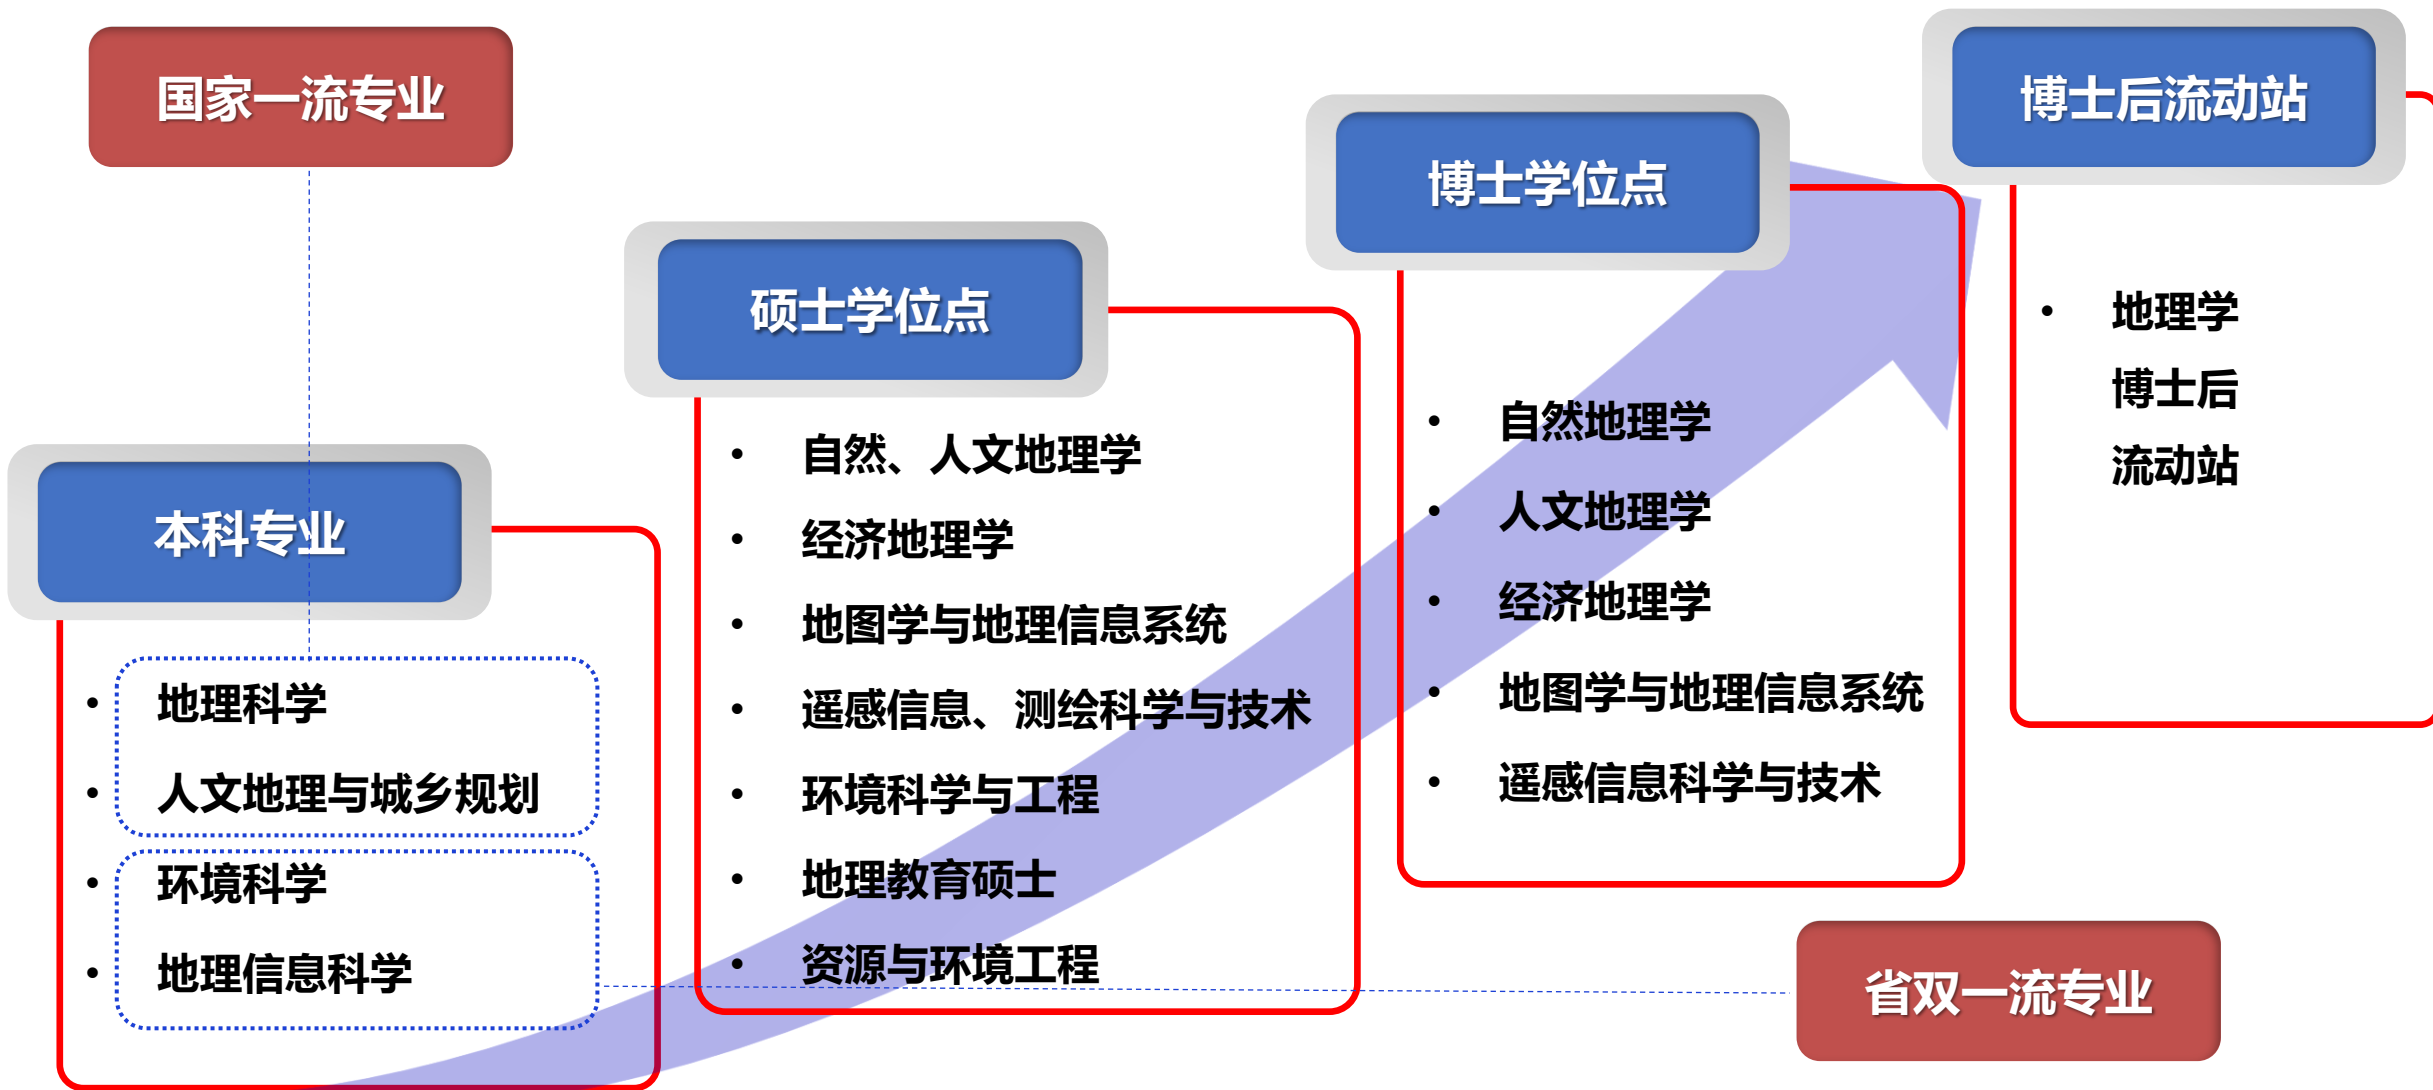 国家一流专业
本科专业
• 地理科学
• 人文地理与城乡规划
• 环境科学
• 地理信息科学
硕士学位点
• 自然、人文地理学
• 经济地理学
• 地图学与地理信息系统
• 遥感信息、测绘科学与技术
• 环境科学与工程
• 地理教育硕士
• 资源与环境工程
博士学位点
• 自然地理学
• 人文地理学
• 经济地理学
• 地图学与地理信息系统
• 遥感信息科学与技术
博士后流动站
• 地理学
博士后
流动站
省双一流专业